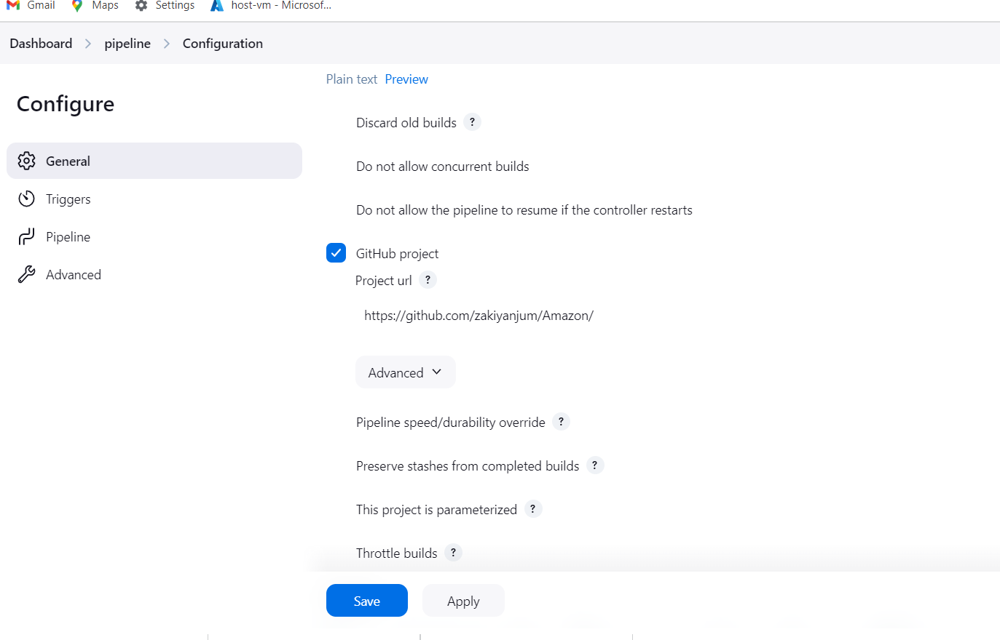 Gmail Maps Settings host-vm - Microsof...
Dashboard > pipeline > Configuration
Configure
General
Triggers
Pipeline
Advanced
Plain text Preview
Discard old builds ?
Do not allow concurrent builds
Do not allow the pipeline to resume if the controller restarts
GitHub project
Project url ?
https://github.com/zakiyanjum/Amazon/
Advanced
Pipeline speed/durability override ?
Preserve stashes from completed builds ?
This project is parameterized ?
Throttle builds ?
Save Apply